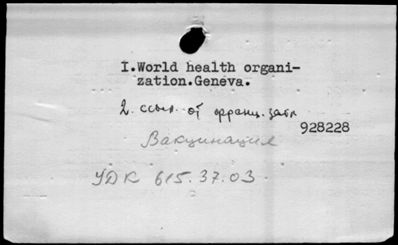 I.World health organi-
zation.Geneva.
2. ссыл. от франц. загл
928228
Вакцинация
УДК 615.37.03.